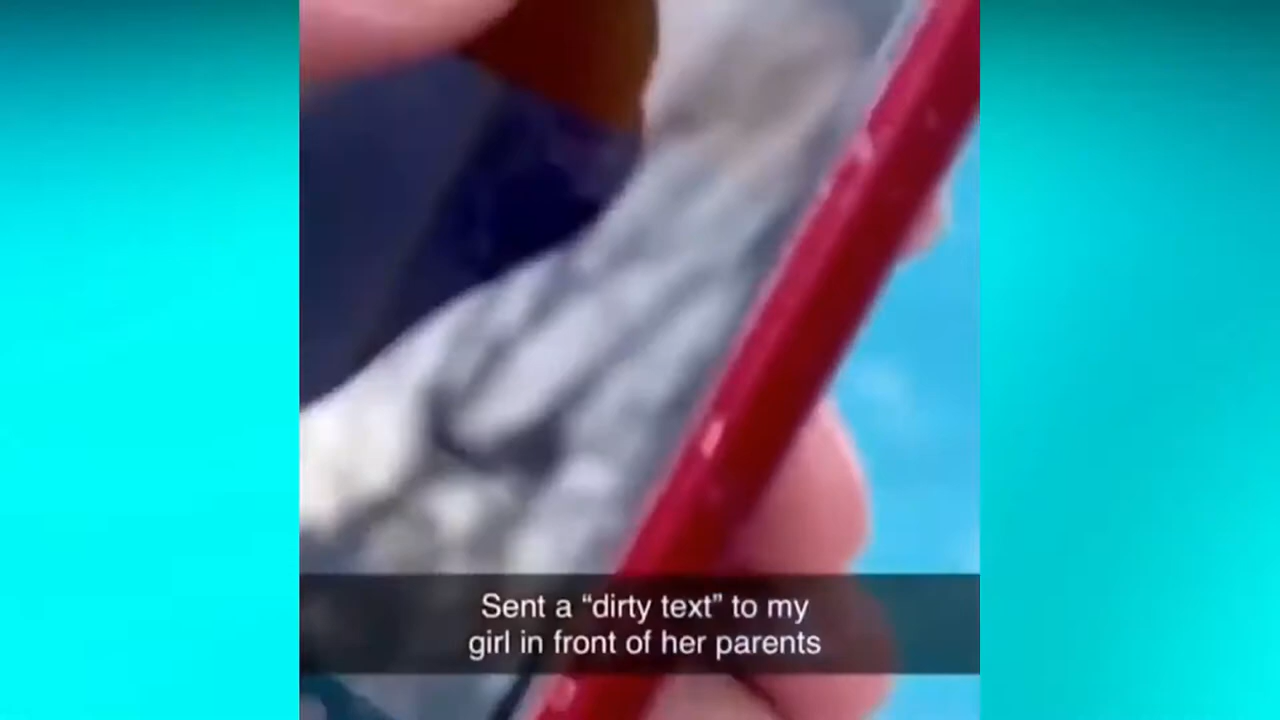 Sent a “dirty text” to my
girl in front of her parents